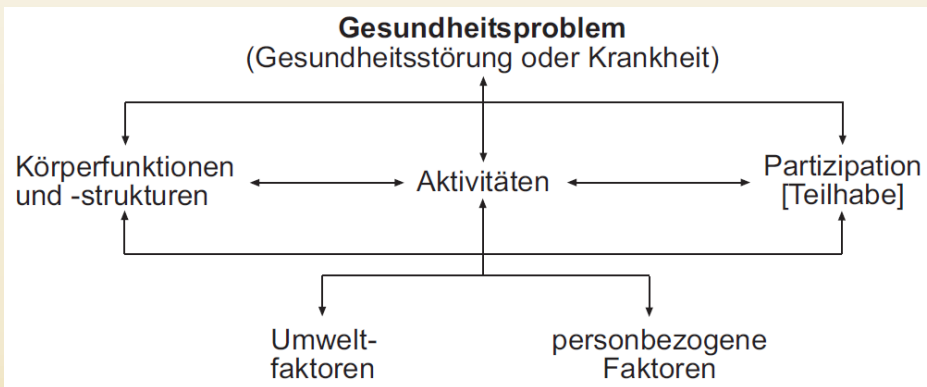 Gesundheitsproblem
(Gesundheitsstörung oder Krankheit)
Körperfunktionen
und -strukturen
Aktivitäten
Partizipation
[Teilhabe]
Umwelt-
faktoren
personbezogene
Faktoren